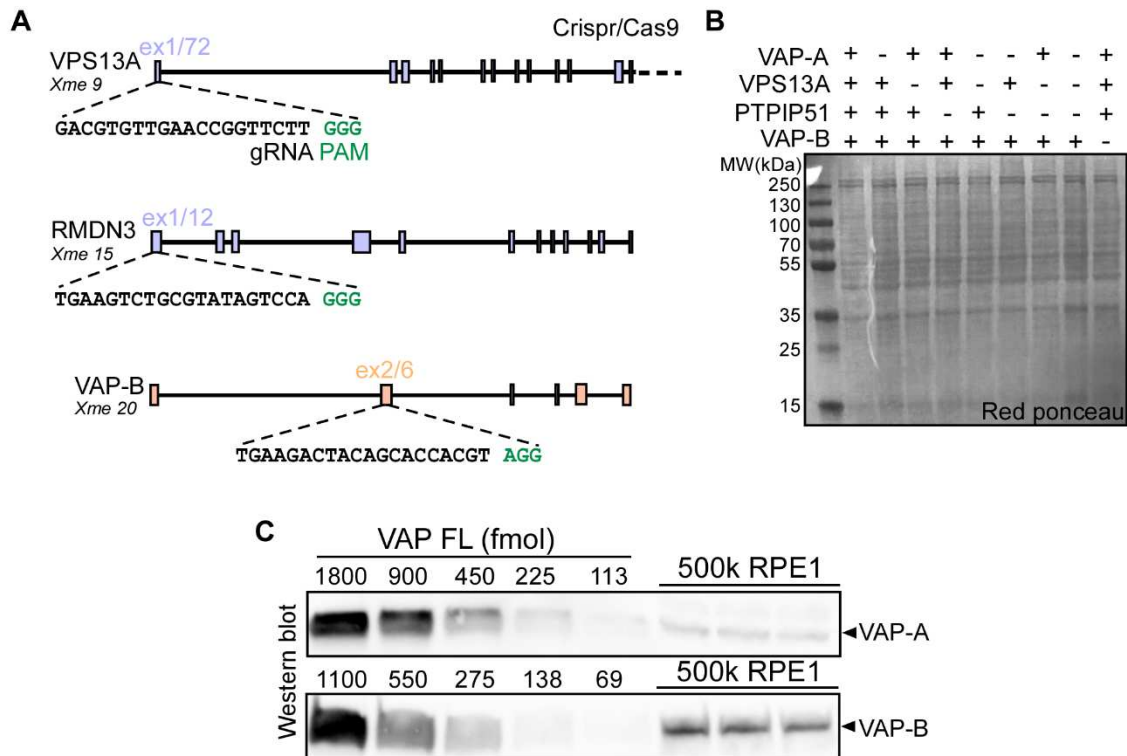 A
Crispr/Cas9
ex1/72
VPS13A
Xme 9
GACGTGTTGAACCGGTTCTT GGG
gRNA PAM
ex1/12
RMDN3
Xme 15
TGAAGTCTGCGTATAGTCCA GGG
ex2/6
VAP-B
Xme 20
TGAAGACTACAGCACCACGT AGG
B
VAP-A + - + + - - + - +
VPS13A + + - + - + - - +
PTPIP51 + + + - + - - - +
VAP-B + + + + + + + + -
MW(kDa)
250
130
100
70
55
35
25
15
Red ponceau
C
VAP FL (fmol)
1800 900 450 225 113 500k RPE1
VAP-A
1100 550 275 138 69 500k RPE1
VAP-B
Western blot